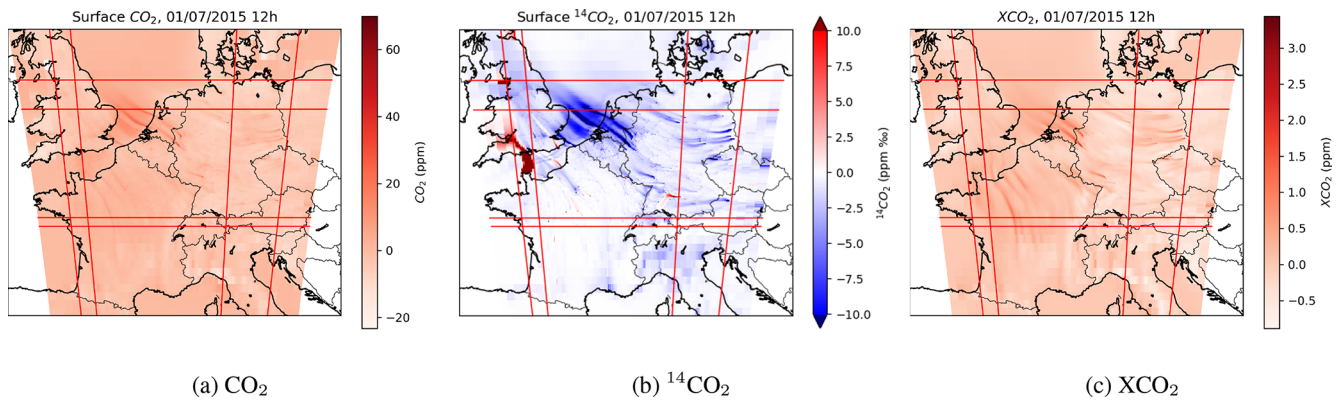 Surface CO₂, 01/07/2015 12h
60
40
20
0
−20
CO₂ (ppm)
(a) CO₂
Surface ¹⁴CO₂, 01/07/2015 12h
10.0
7.5
5.0
2.5
0.0
−2.5
−5.0
−7.5
−10.0
¹⁴CO₂ (ppm ‰)
(b) ¹⁴CO₂
XCO₂, 01/07/2015 12h
3.0
2.5
2.0
1.5
1.0
0.5
0.0
−0.5
XCO₂ (ppm)
(c) XCO₂